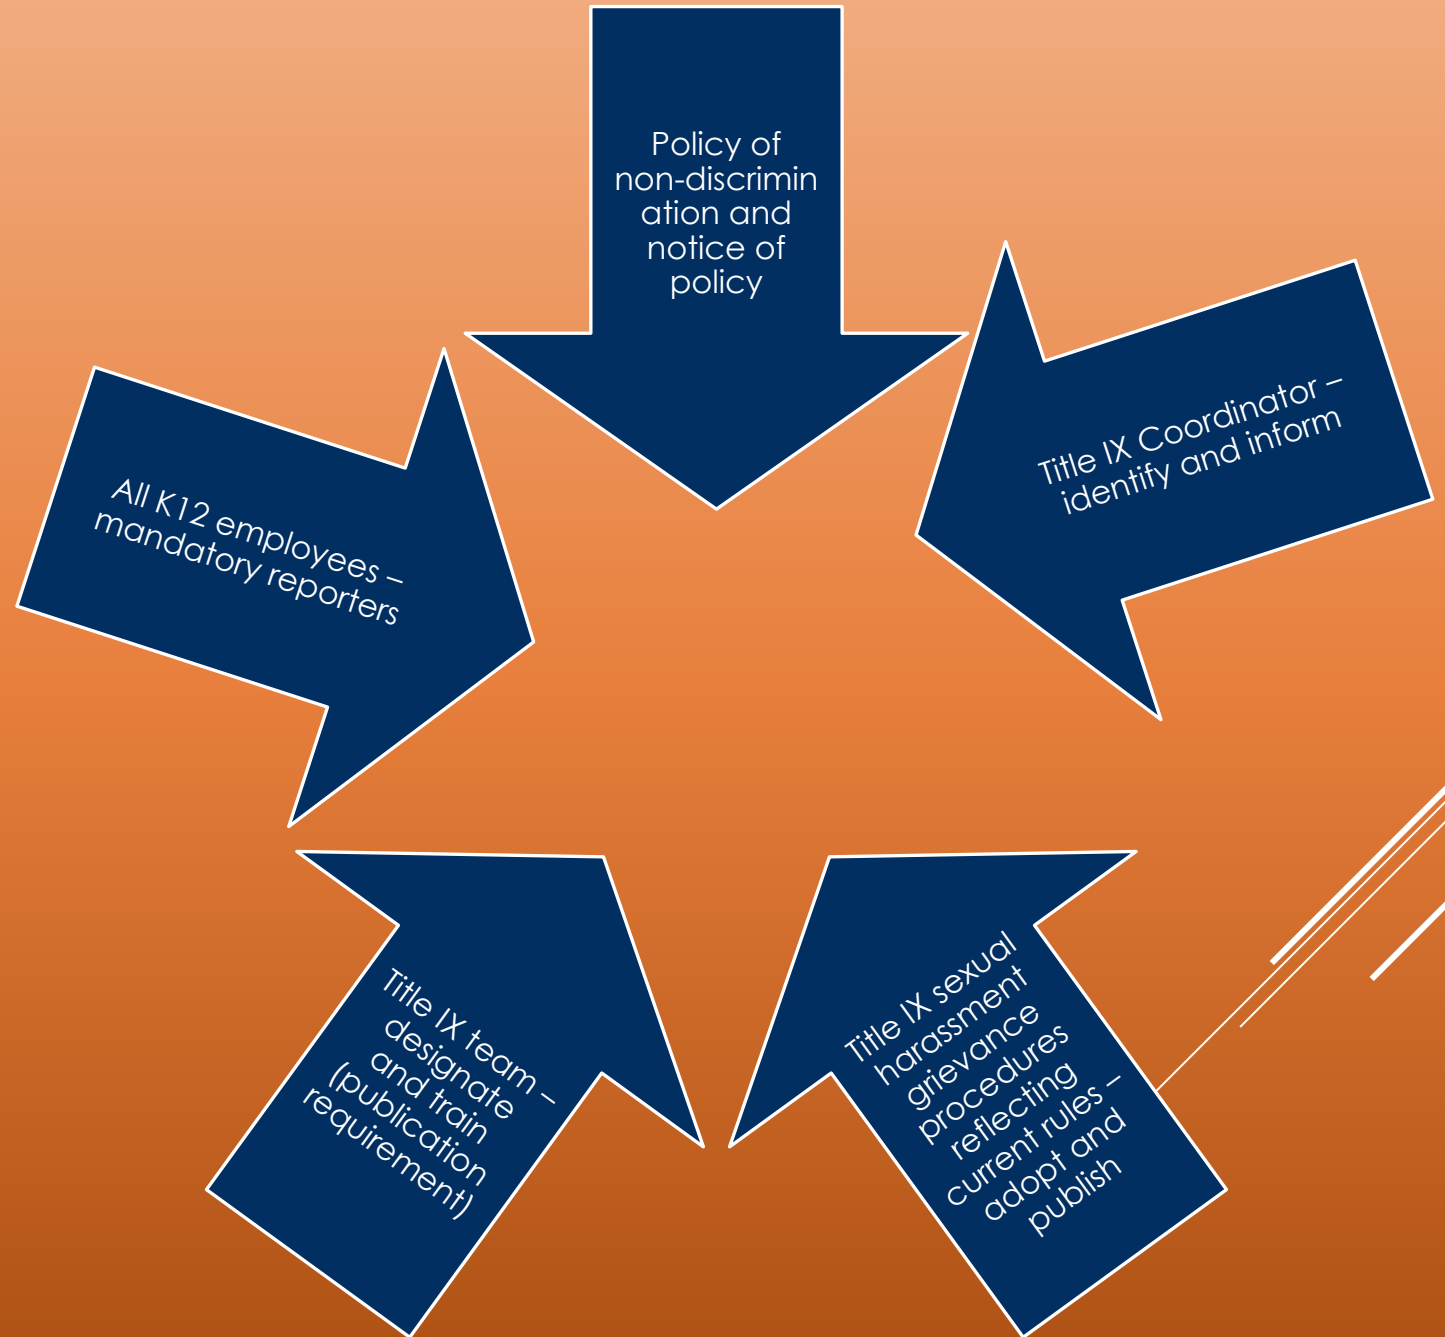 Policy of
non-discrimin
ation and
notice of
policy
Title IX Coordinator –
identify and inform
Title IX sexual
harassment
grievance
procedures
reflecting
current rules –
adopt and
publish
Title IX team –
designate
and train
(publication
requirement)
All K12 employees –
mandatory reporters